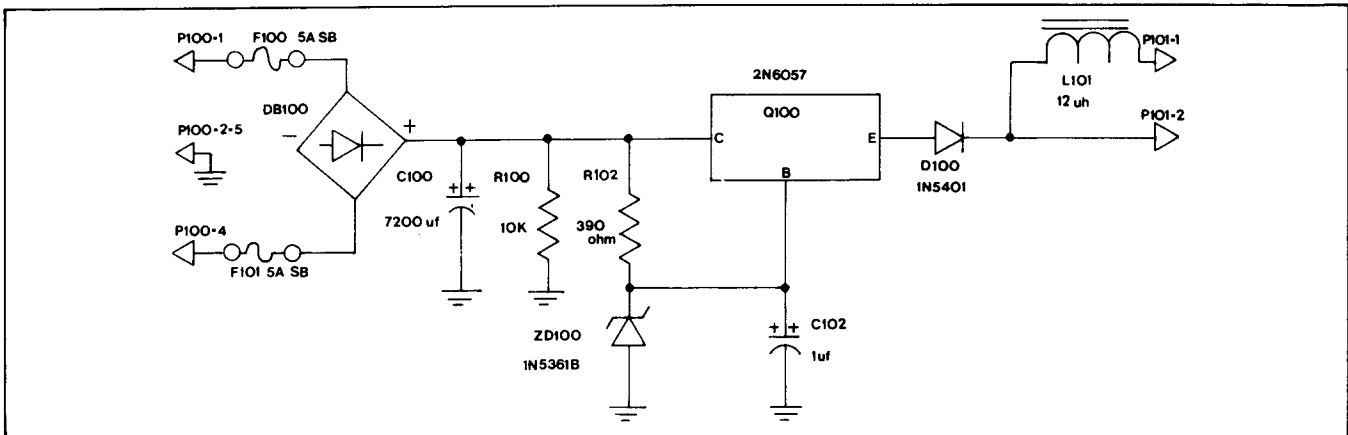 P100-1
F100 5A SB
DB100
-
+
P100-2-5
P100-4
F101 5A SB
C100
+ +
7200 uf
R100
10K
R102
390
ohm
2N6057
Q100
C
E
B
ZD100
1N5361B
+ +
C102
1uf
D100
1N5401
L101
12 uh
P101-1
P101-2